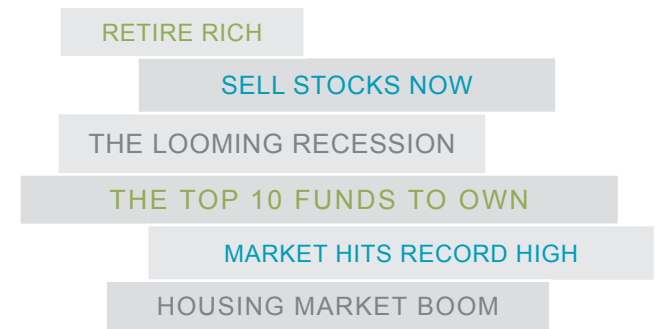 RETIRE RICH
SELL STOCKS NOW
THE LOOMING RECESSION
THE TOP 10 FUNDS TO OWN
MARKET HITS RECORD HIGH
HOUSING MARKET BOOM